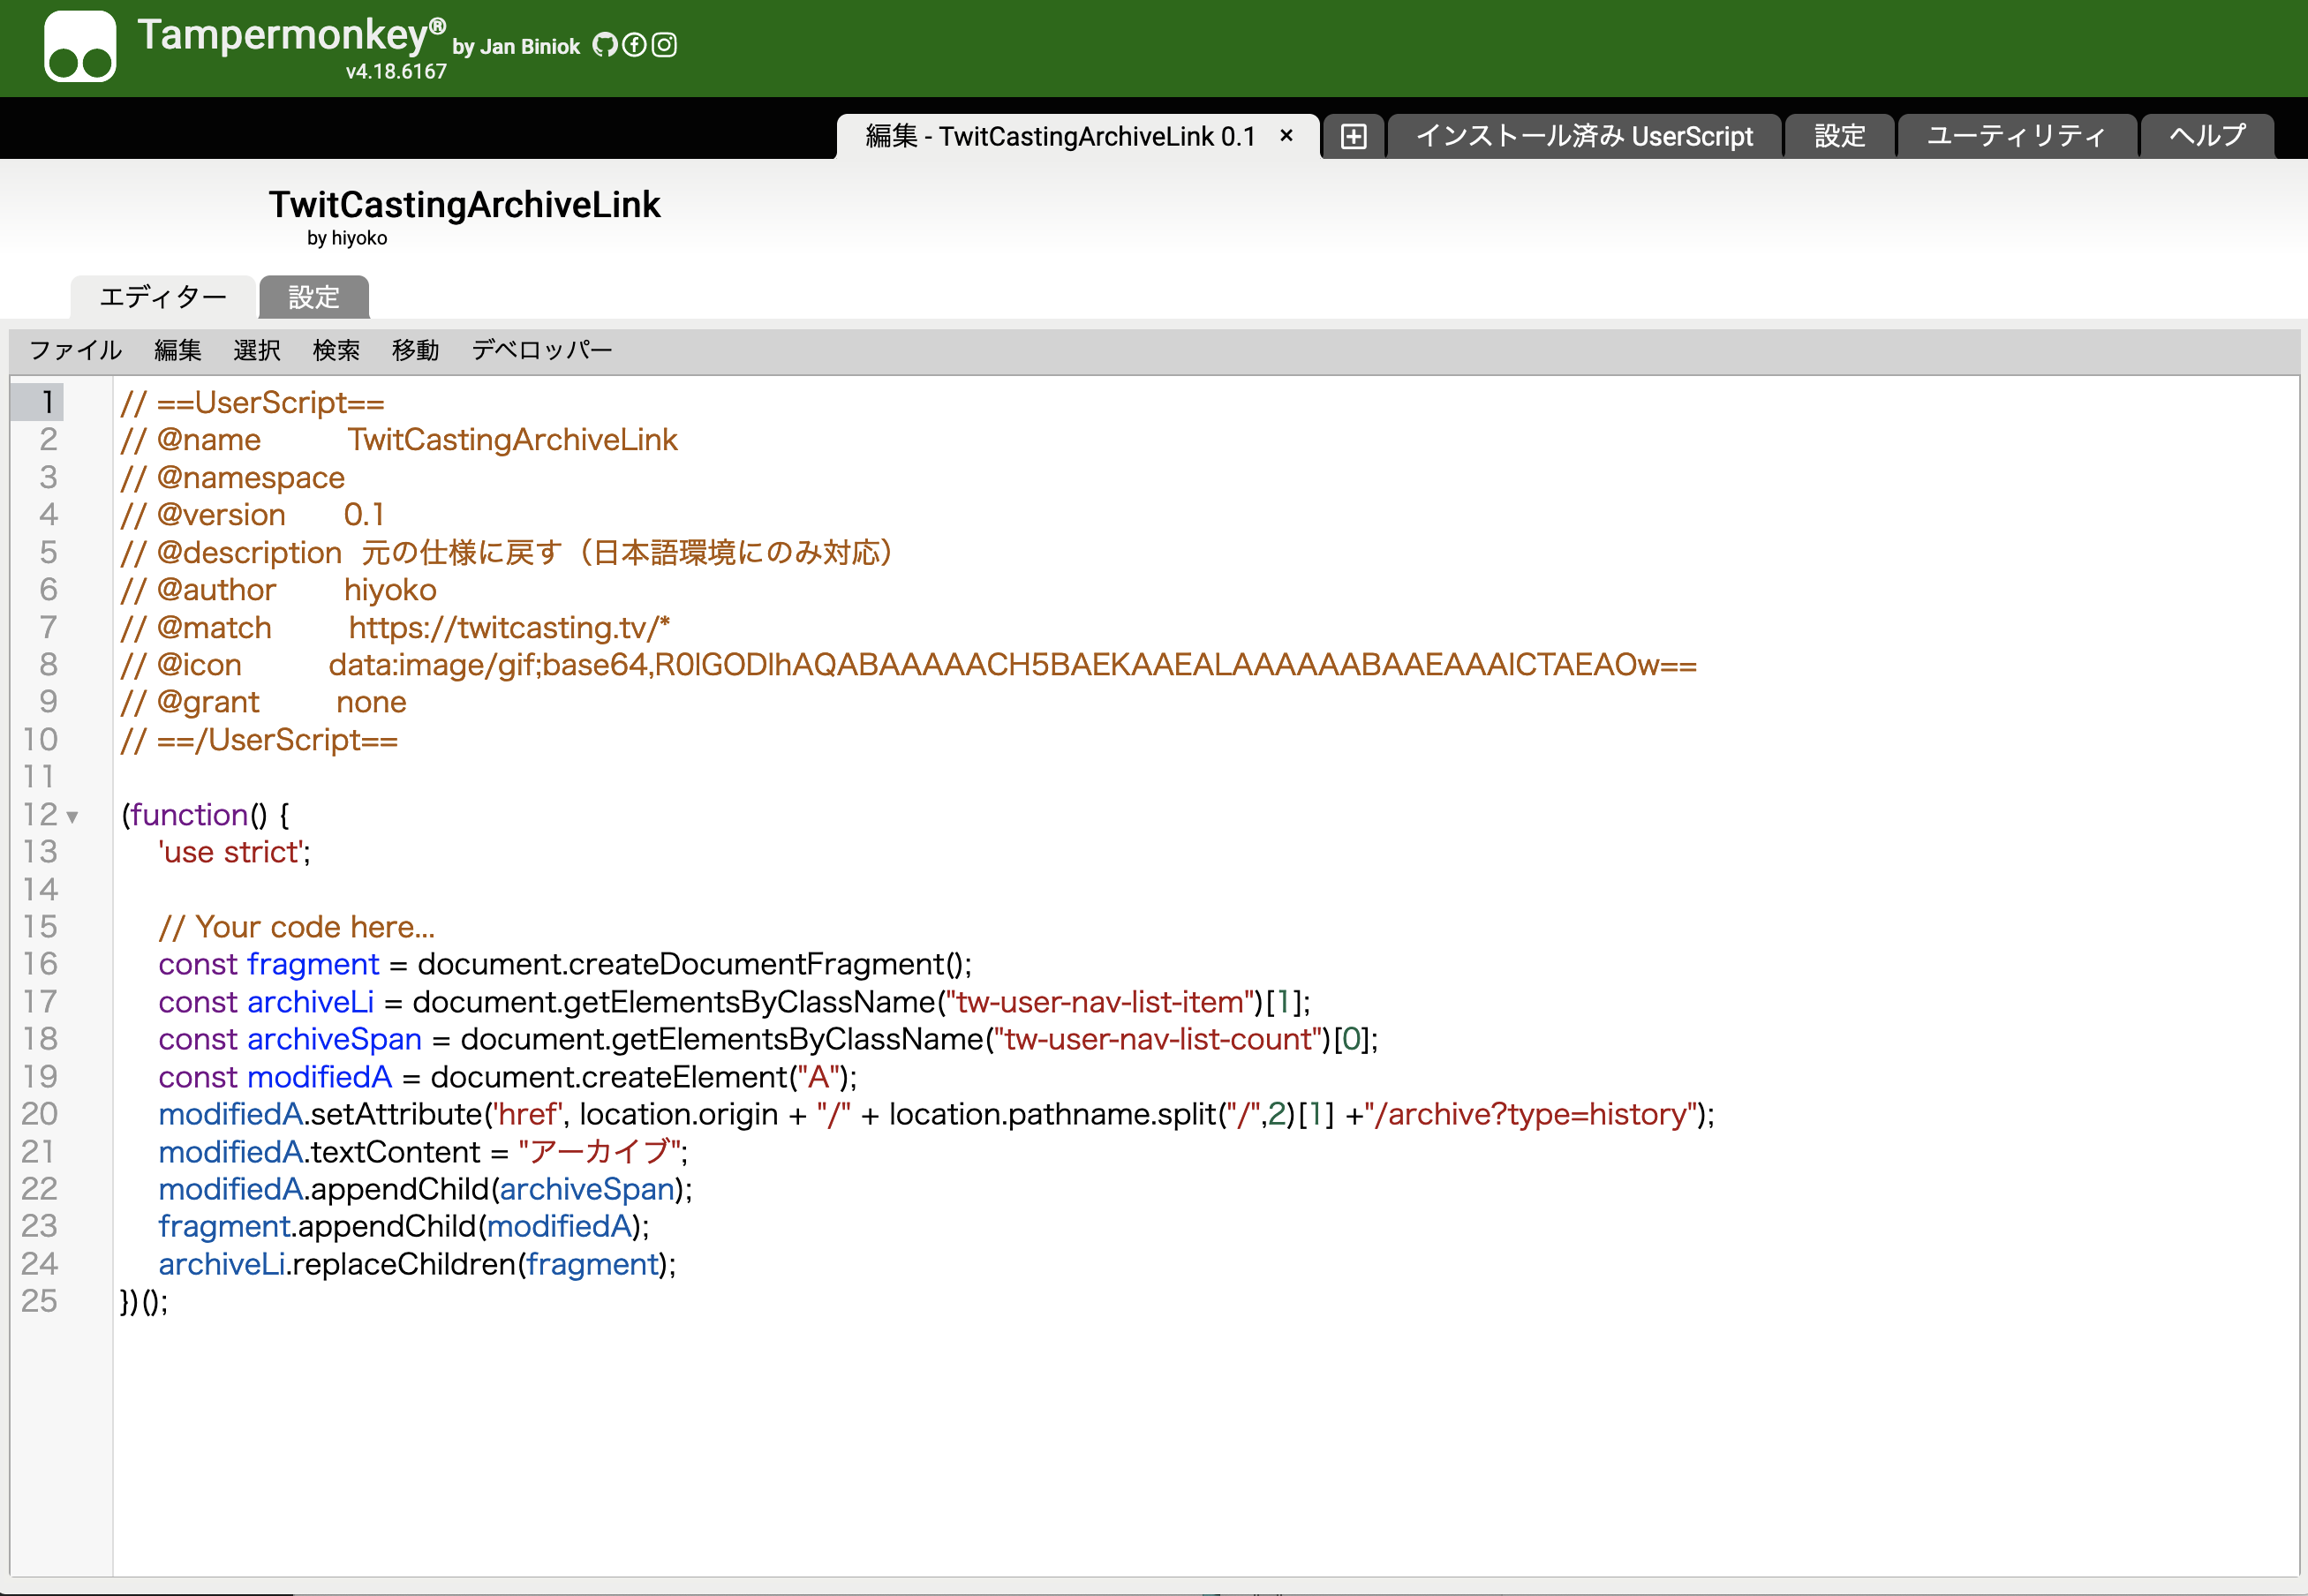 Tampermonkey® by Jan Biniok
v4.18.6167
編集 - TwitCastingArchiveLink 0.1 × インストール済み UserScript 設定 ユーティリティ ヘルプ
TwitCastingArchiveLink
by hiyoko
エディター 設定
ファイル 編集 選択 検索 移動 デベロッパー
1 // ==UserScript==
2 // @name TwitCastingArchiveLink
3 // @namespace
4 // @version 0.1
5 // @description 元の仕様に戻す（日本語環境にのみ対応）
6 // @author hiyoko
7 // @match https://twitcasting.tv/*
8 // @icon data:image/gif;base64,R0lGODlhAQABAAAAACH5BAEKAAEALAAAAAABAAEAAAICTAEAOw==
9 // @grant none
10 // ==/UserScript==
11
12 (function() {
13 'use strict';
14
15 // Your code here...
16 const fragment = document.createDocumentFragment();
17 const archiveLi = document.getElementsByClassName("tw-user-nav-list-item")[1];
18 const archiveSpan = document.getElementsByClassName("tw-user-nav-list-count")[0];
19 const modifiedA = document.createElement("A");
20 modifiedA.setAttribute('href', location.origin + "/" + location.pathname.split("/",2)[1] +"/archive?type=history");
21 modifiedA.textContent = "アーカイブ";
22 modifiedA.appendChild(archiveSpan);
23 fragment.appendChild(modifiedA);
24 archiveLi.replaceChildren(fragment);
25 })();